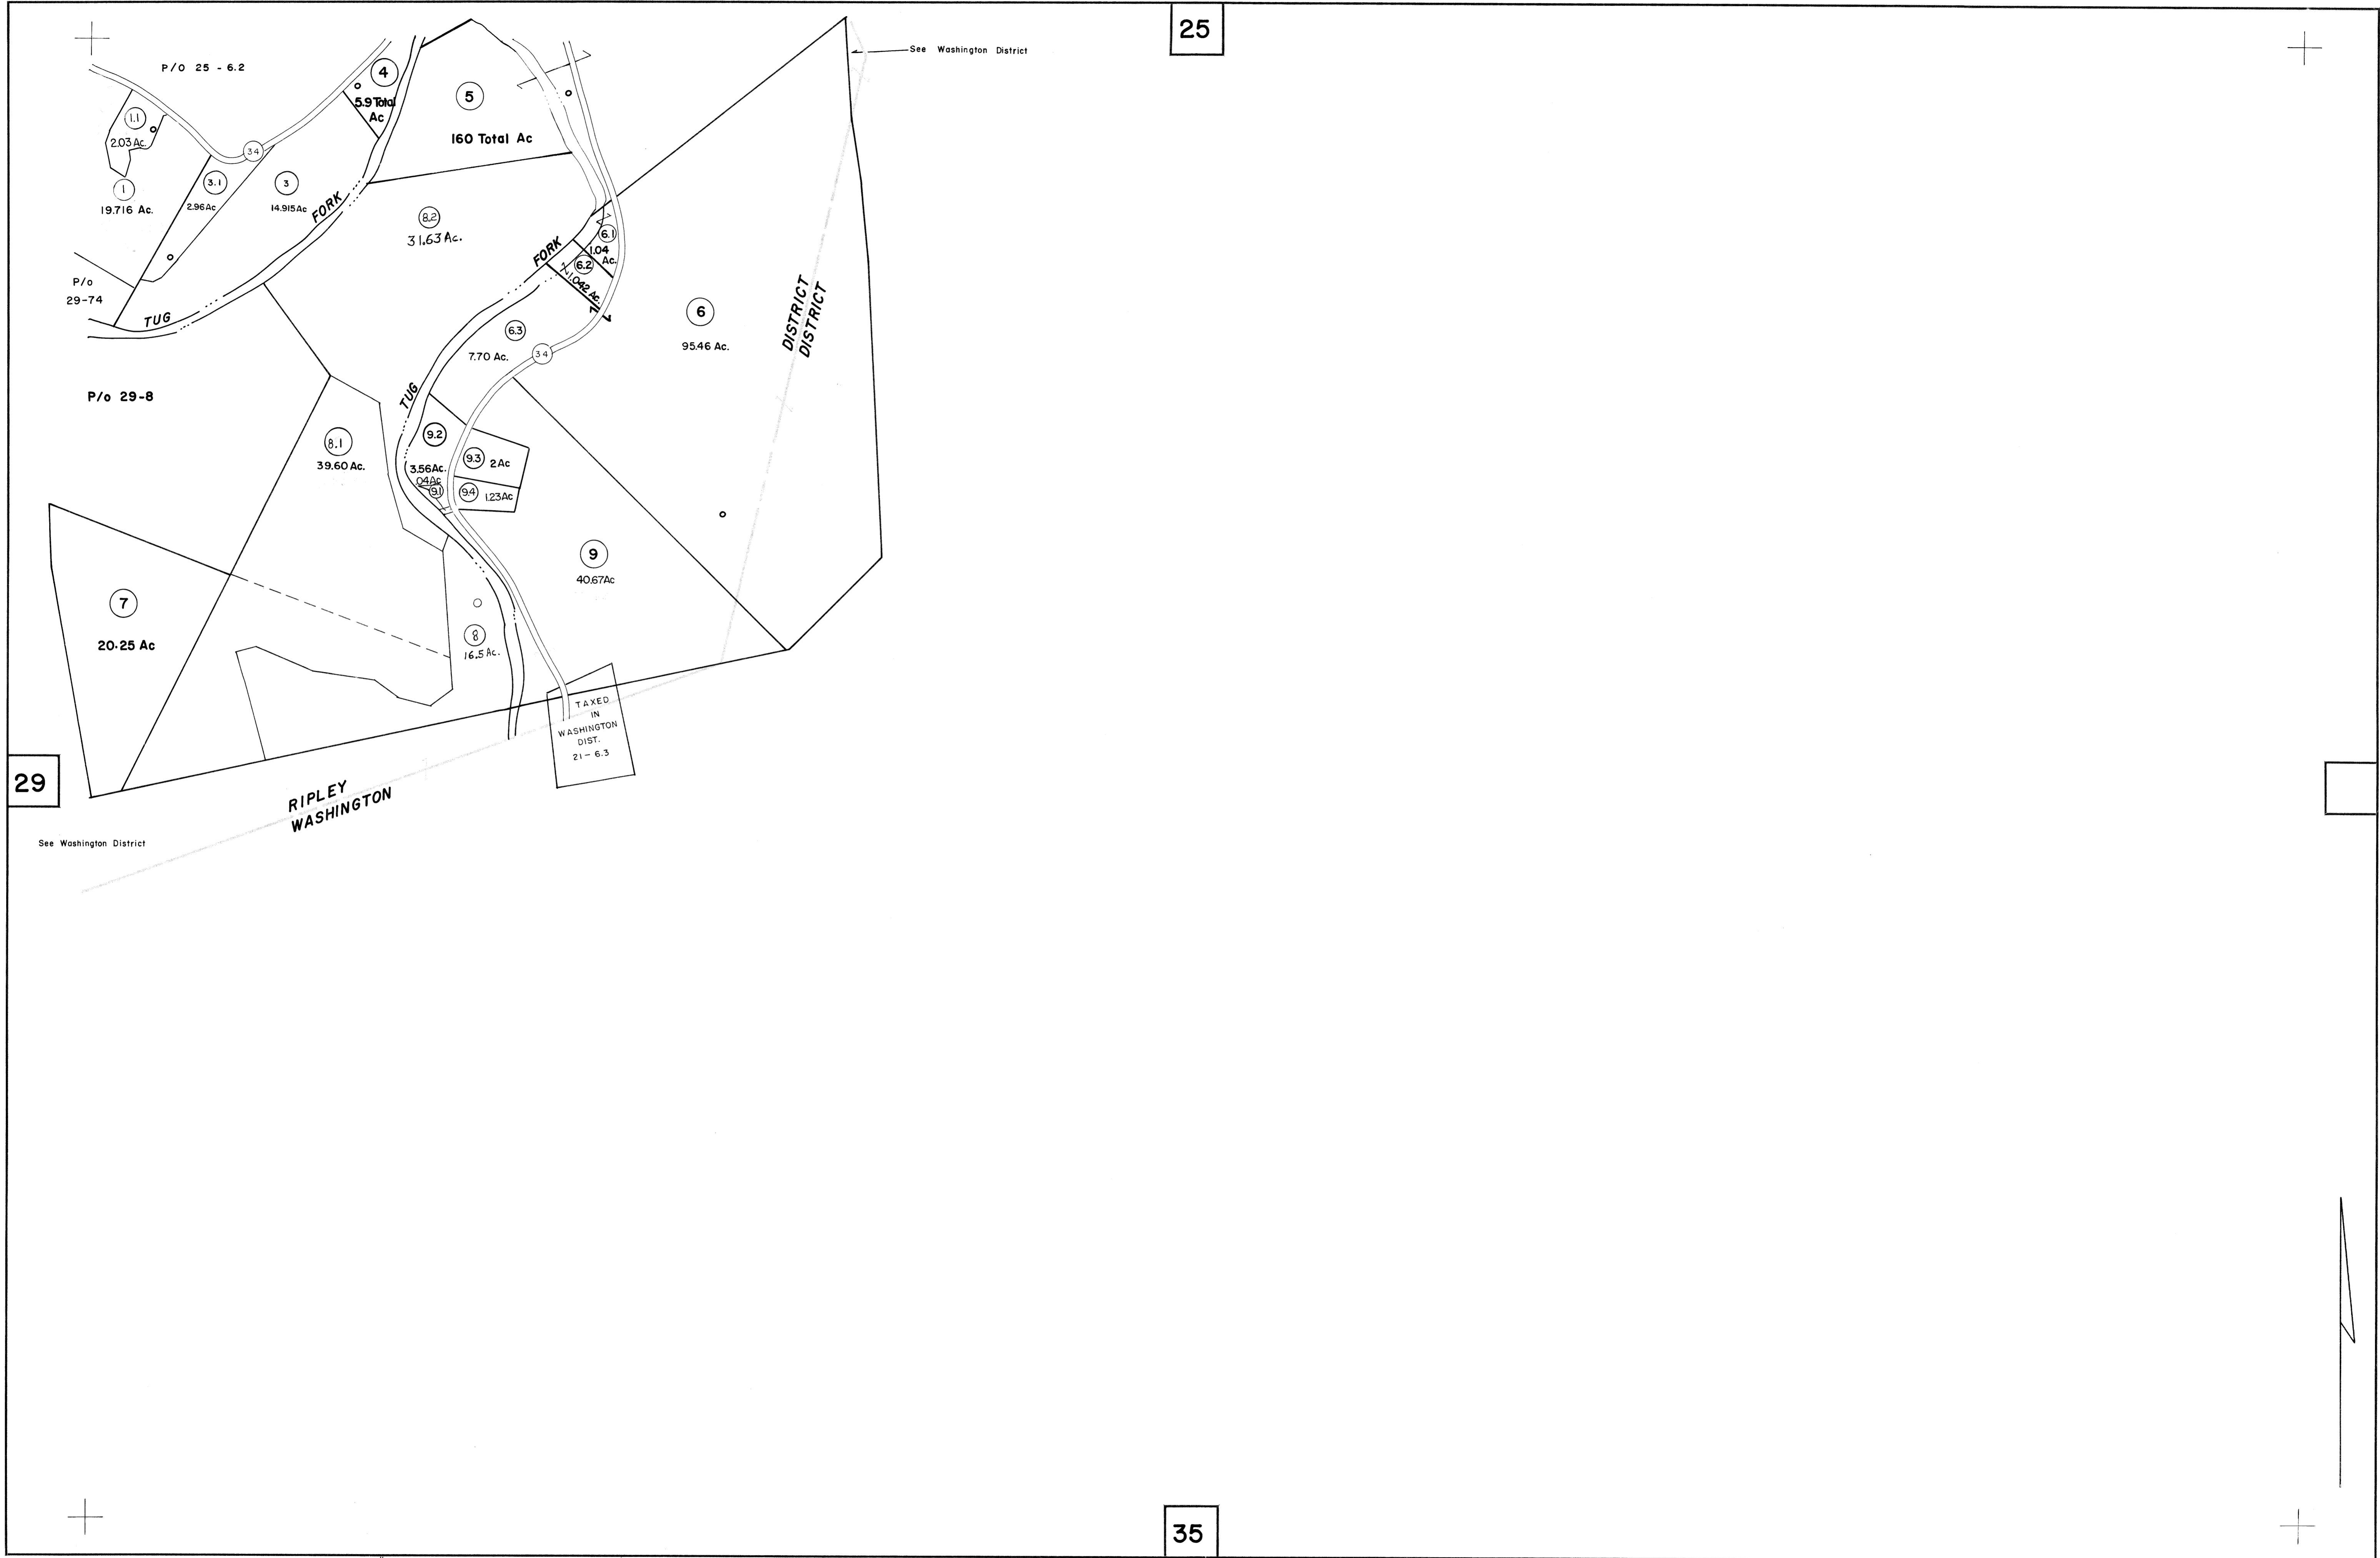 25
See Washington District
P/O 25 - 6.2
4
5.9 Total
Ac
5
160 Total Ac
1.1
2.03 Ac.
34
1
19.716 Ac.
3.1
2.96 Ac
3
14.915 Ac
FORK
8.2
31.63 Ac.
6.1
1.04
Ac.
FORK
6.2
1.042 Ac.
P/o
29-74
TUG
6.3
7.70 Ac.
34
6
95.46 Ac.
DISTRICT
DISTRICT
P/o 29-8
TUG
8.1
39.60 Ac.
9.2
3.56 Ac.
.04 Ac
9.1
9.3
2 Ac
9.4
1.23 Ac
9
40.67 Ac
7
20.25 Ac
8
16.5 Ac.
TAXED
IN
WASHINGTON
DIST.
21 - 6.3
29
RIPLEY
WASHINGTON
See Washington District
35